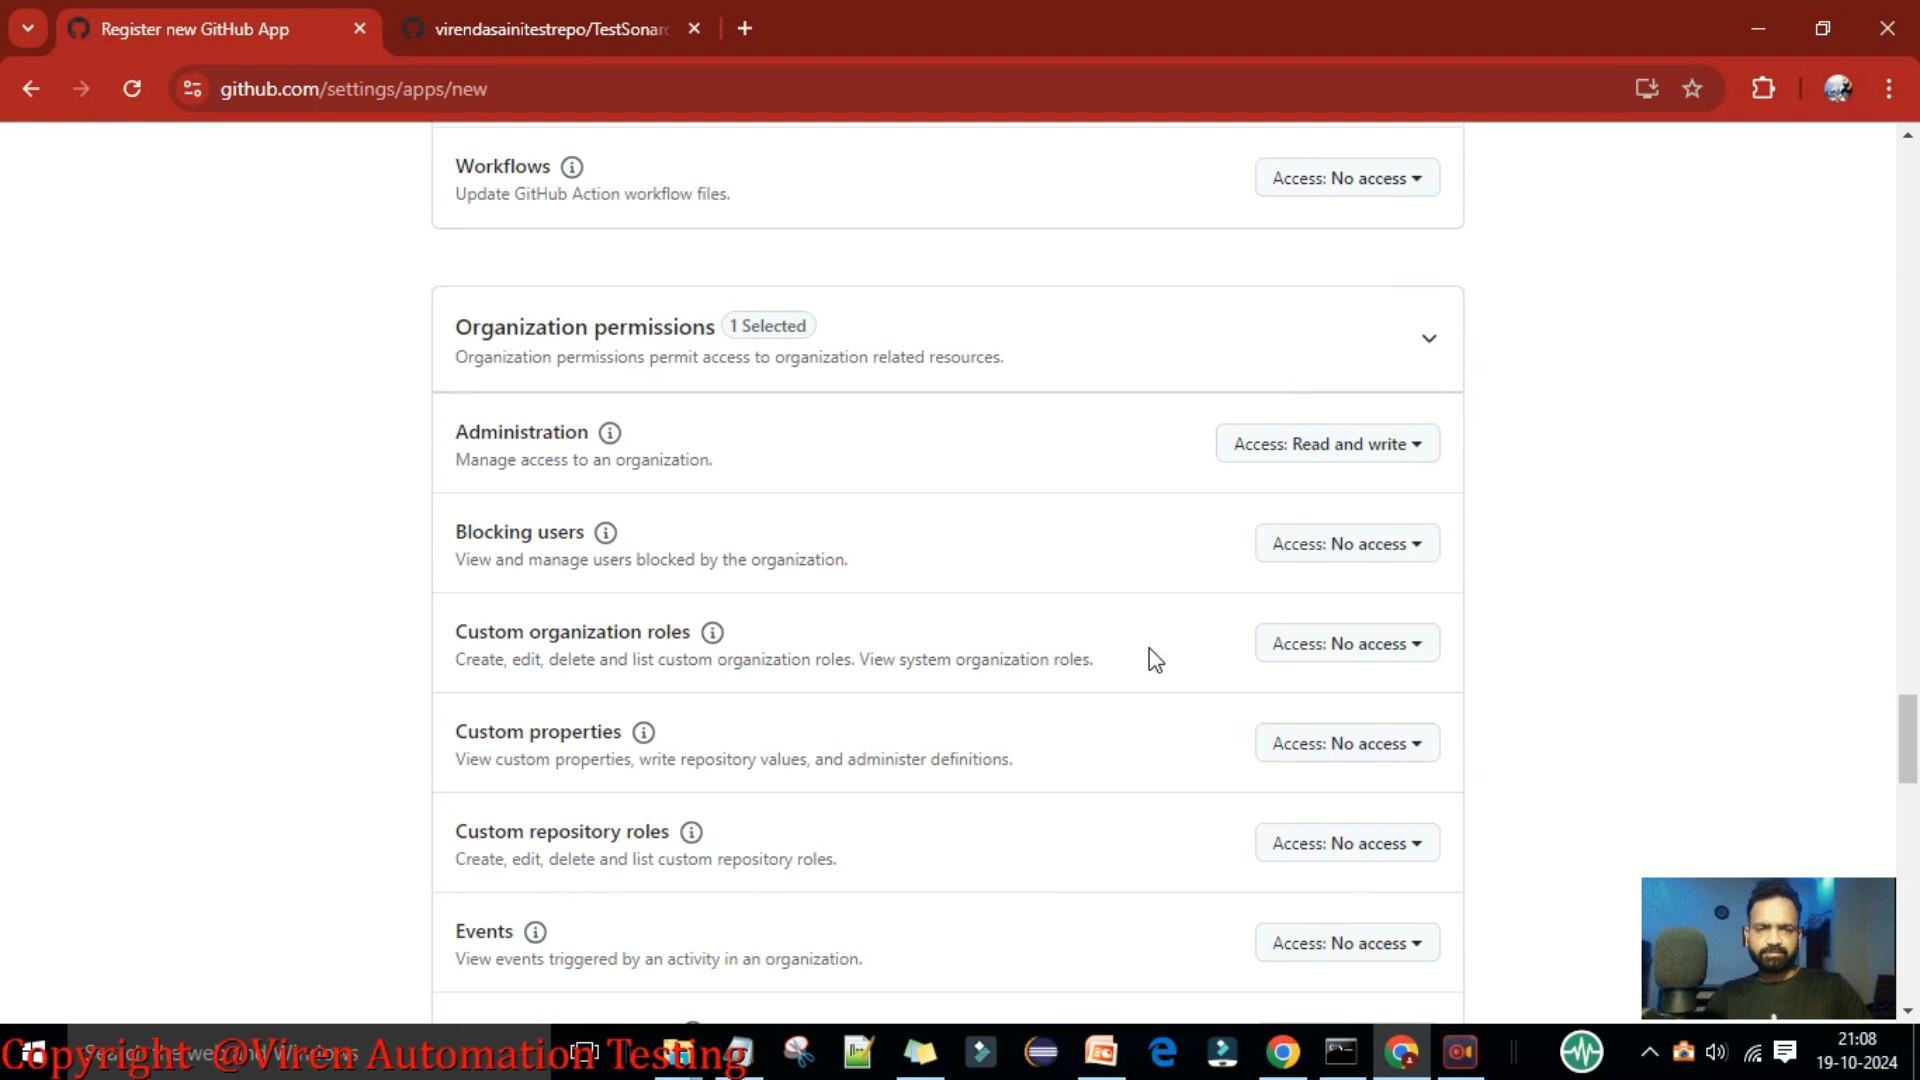 Register new GitHub App
virendasainitestrepo/TestSonar
github.com/settings/apps/new
Workflows
Update GitHub Action workflow files.
Access: No access
Organization permissions 1 Selected
Organization permissions permit access to organization related resources.
Administration
Manage access to an organization.
Access: Read and write
Blocking users
View and manage users blocked by the organization.
Access: No access
Custom organization roles
Create, edit, delete and list custom organization roles. View system organization roles.
Access: No access
Custom properties
View custom properties, write repository values, and administer definitions.
Access: No access
Custom repository roles
Create, edit, delete and list custom repository roles.
Access: No access
Events
View events triggered by an activity in an organization.
Access: No access
Search the web and Windows
Copyright @Viren Automation Testing
21:08
19-10-2024